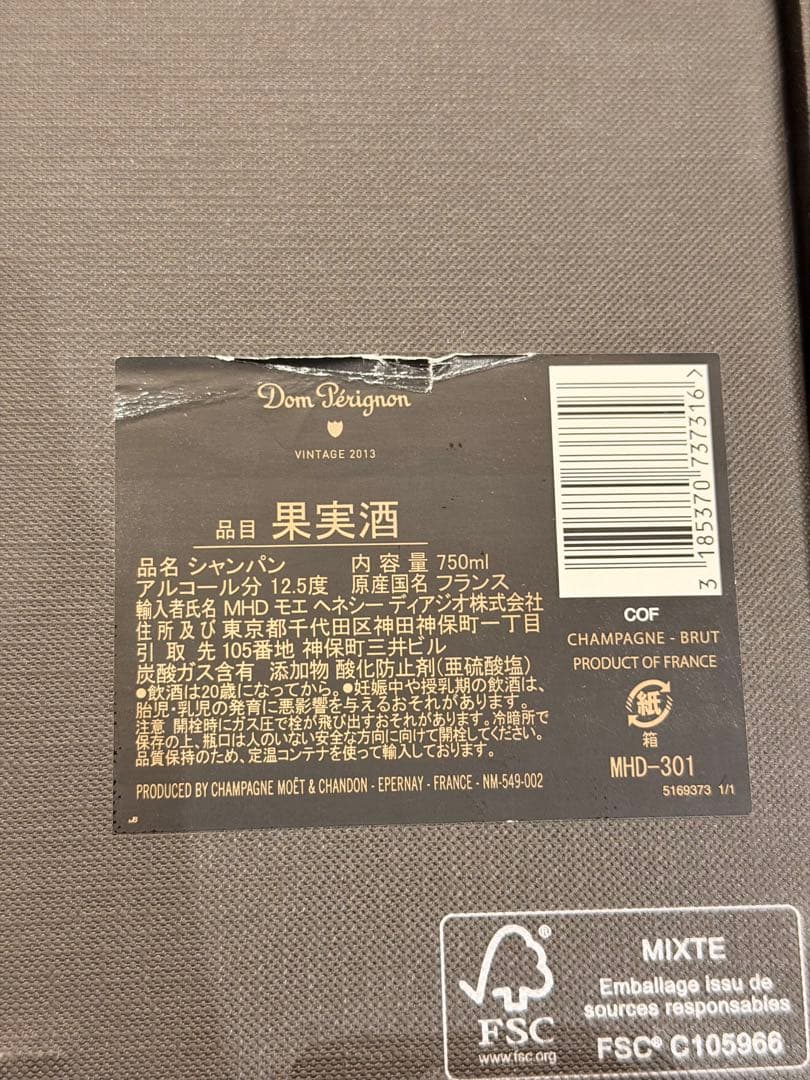 Dom Pérignon
VINTAGE 2013
品目 果実酒
品名 シャンパン 内容量 750ml
アルコール分 12.5度 原産国名 フランス
輸入者氏名 MHD モエ ヘネシー ディアジオ株式会社
住所及び 東京都千代田区神田神保町一丁目
引取先 105番地 神保町三井ビル
炭酸ガス含有 添加物 酸化防止剤(亜硫酸塩)
●飲酒は20歳になってから。●妊娠中や授乳期の飲酒は、
胎児・乳児の発育に悪影響を与えるおそれがあります。
注意 開栓時にガス圧で栓が飛び出すおそれがあります。冷暗所で
保存の上、瓶口は人のいない安全な方向に向けて開栓してください。
品質保持のため、定温コンテナを使って輸入しております。
PRODUCED BY CHAMPAGNE MOËT & CHANDON - EPERNAY - FRANCE - NM-549-002
JB
3 185370 737316 >
COF
CHAMPAGNE - BRUT
PRODUCT OF FRANCE
紙
箱
MHD-301
5169373 1/1
FSC®
www.fsc.org
MIXTE
Emballage issu de
sources responsables
FSC® C105966